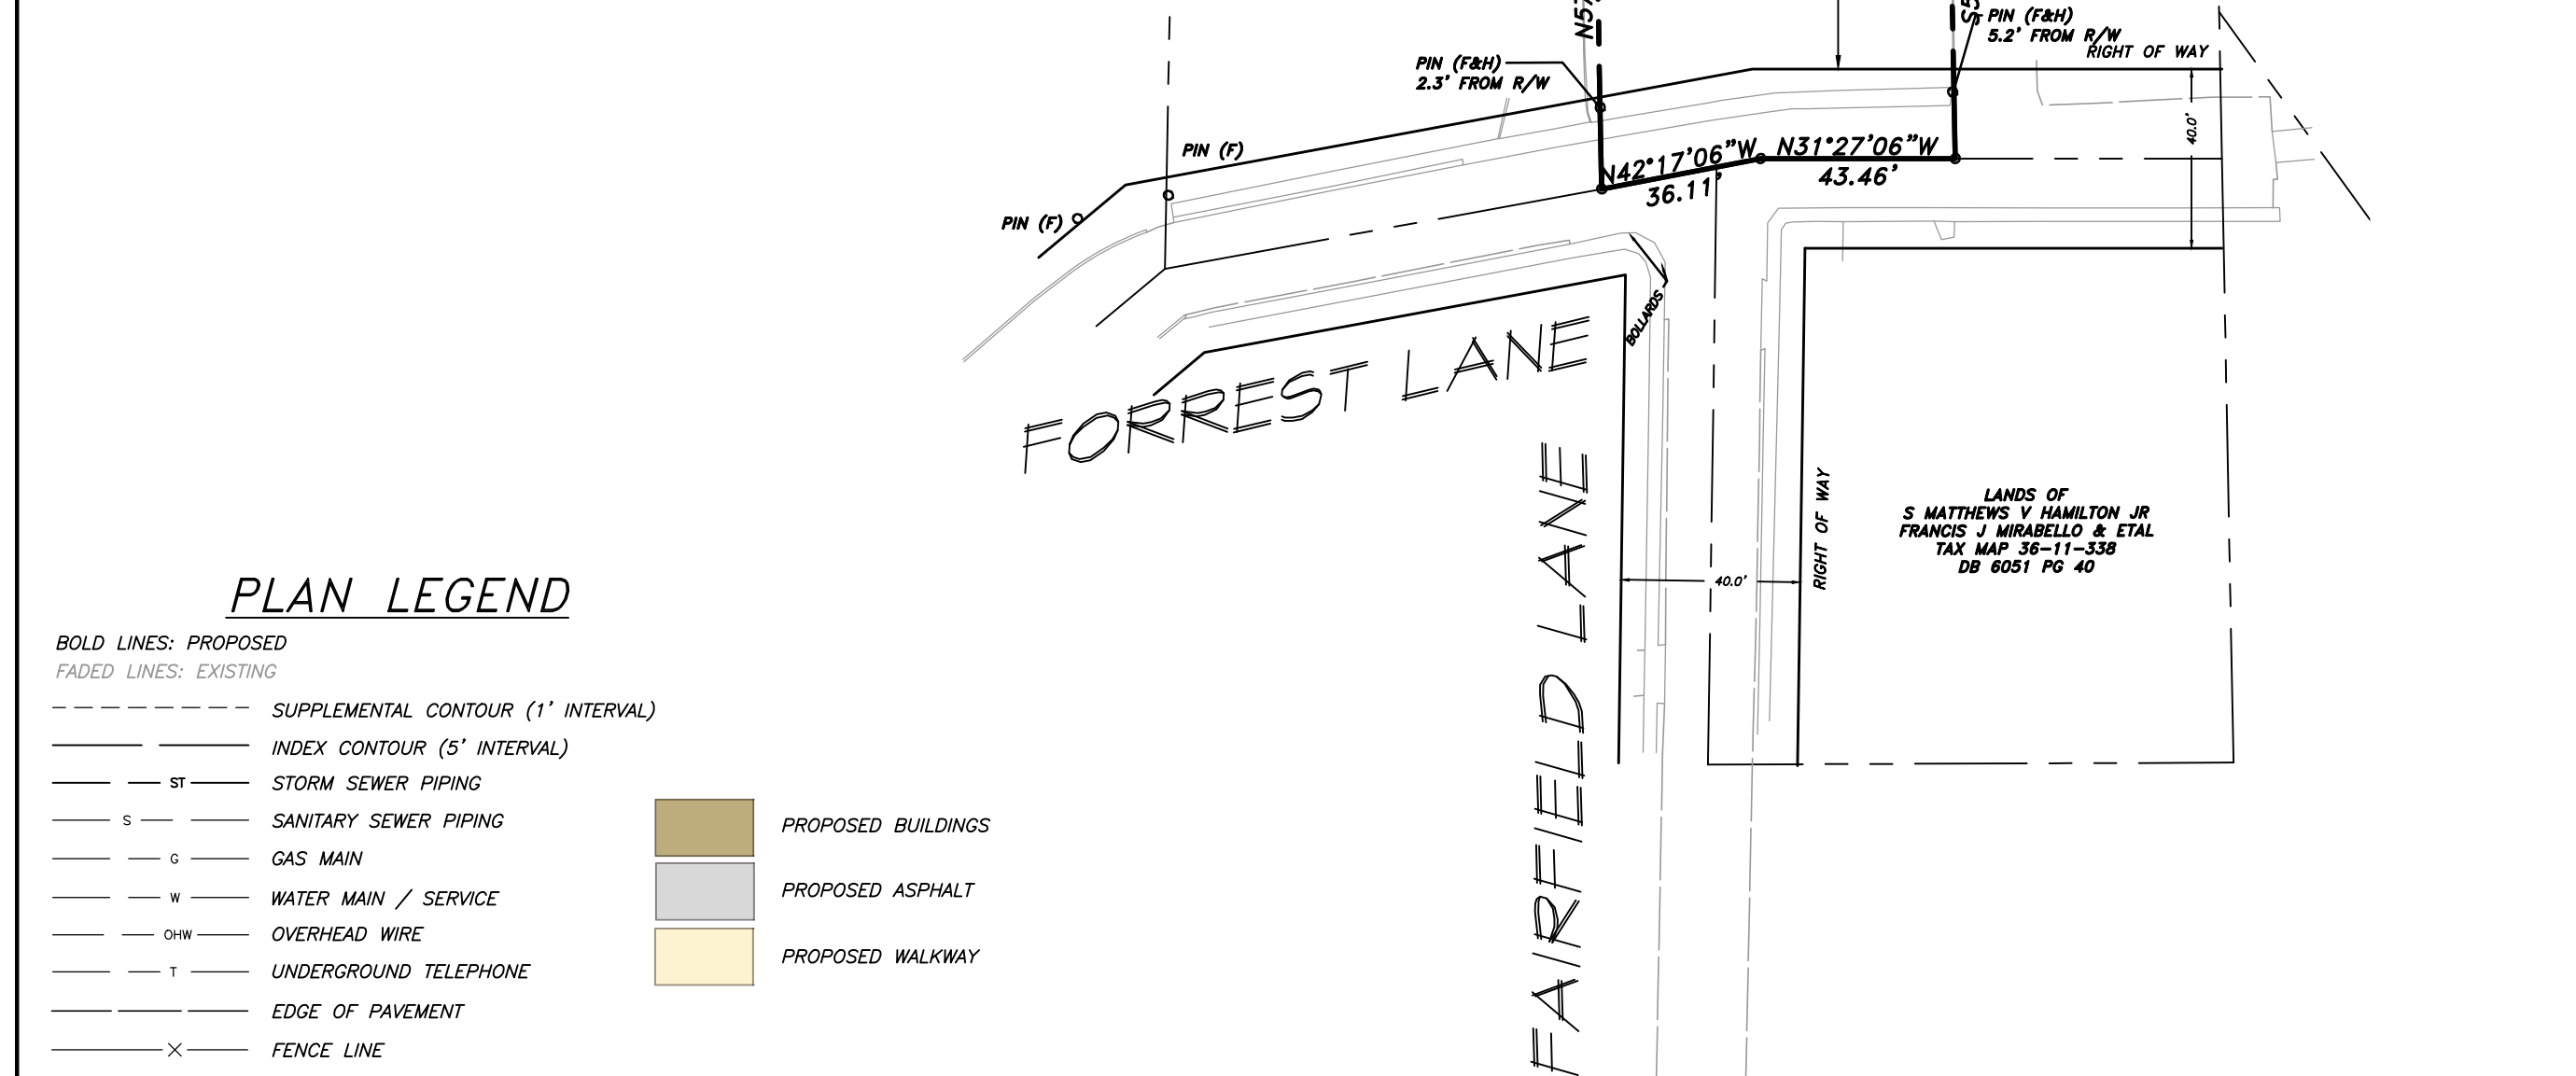 PIN (F&H)
5.2' FROM R/W
RIGHT OF WAY
PIN (F&H)
2.3' FROM R/W
PIN (F)
PIN (F)
N42°17'06"W
36.11'
N31°27'06"W
43.46'
40.0'
BOLLARDS
FORREST LANE
FAIRFIELD LANE
40.0'
RIGHT OF WAY
LANDS OF
S MATTHEWS V HAMILTON JR
FRANCIS J MIRABELLO & ETAL
TAX MAP 36-11-338
DB 6051 PG 40
PLAN LEGEND
BOLD LINES: PROPOSED
FADED LINES: EXISTING
SUPPLEMENTAL CONTOUR (1' INTERVAL)
INDEX CONTOUR (5' INTERVAL)
ST STORM SEWER PIPING
S SANITARY SEWER PIPING
G GAS MAIN
W WATER MAIN / SERVICE
OHW OVERHEAD WIRE
T UNDERGROUND TELEPHONE
EDGE OF PAVEMENT
FENCE LINE
PROPOSED BUILDINGS
PROPOSED ASPHALT
PROPOSED WALKWAY